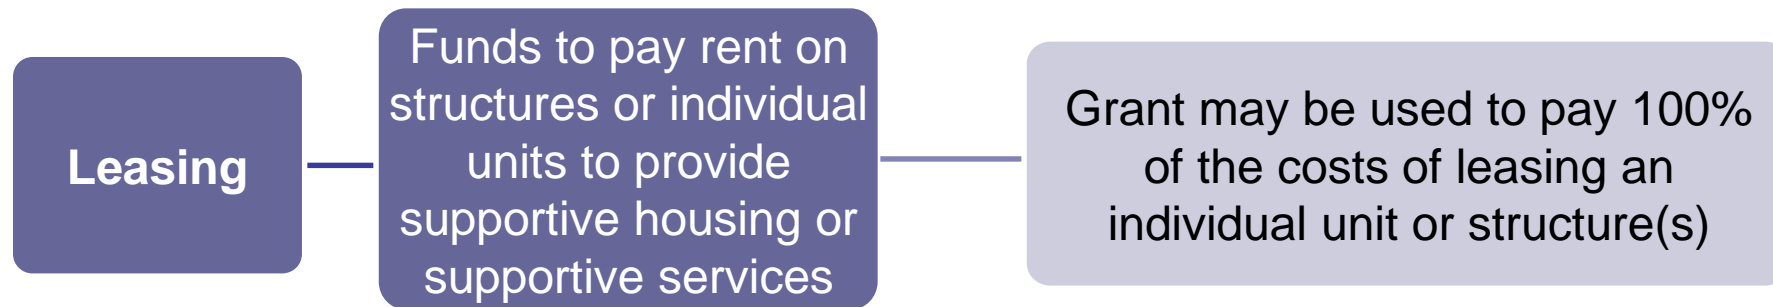 Leasing
Funds to pay rent on
structures or individual
units to provide
supportive housing or
supportive services
Grant may be used to pay 100%
of the costs of leasing an
individual unit or structure(s)